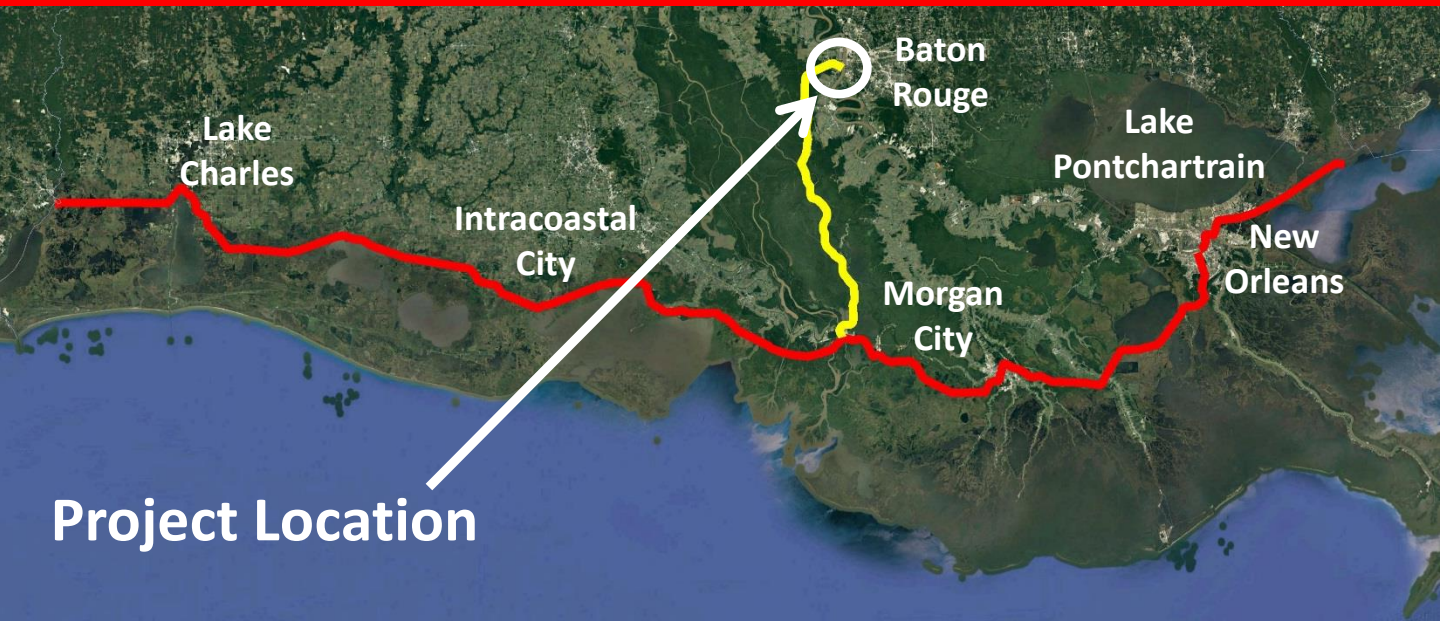 Baton
Rouge
Lake
Charles
Lake
Pontchartrain
Intracoastal
City
New
Orleans
Morgan
City
Project Location